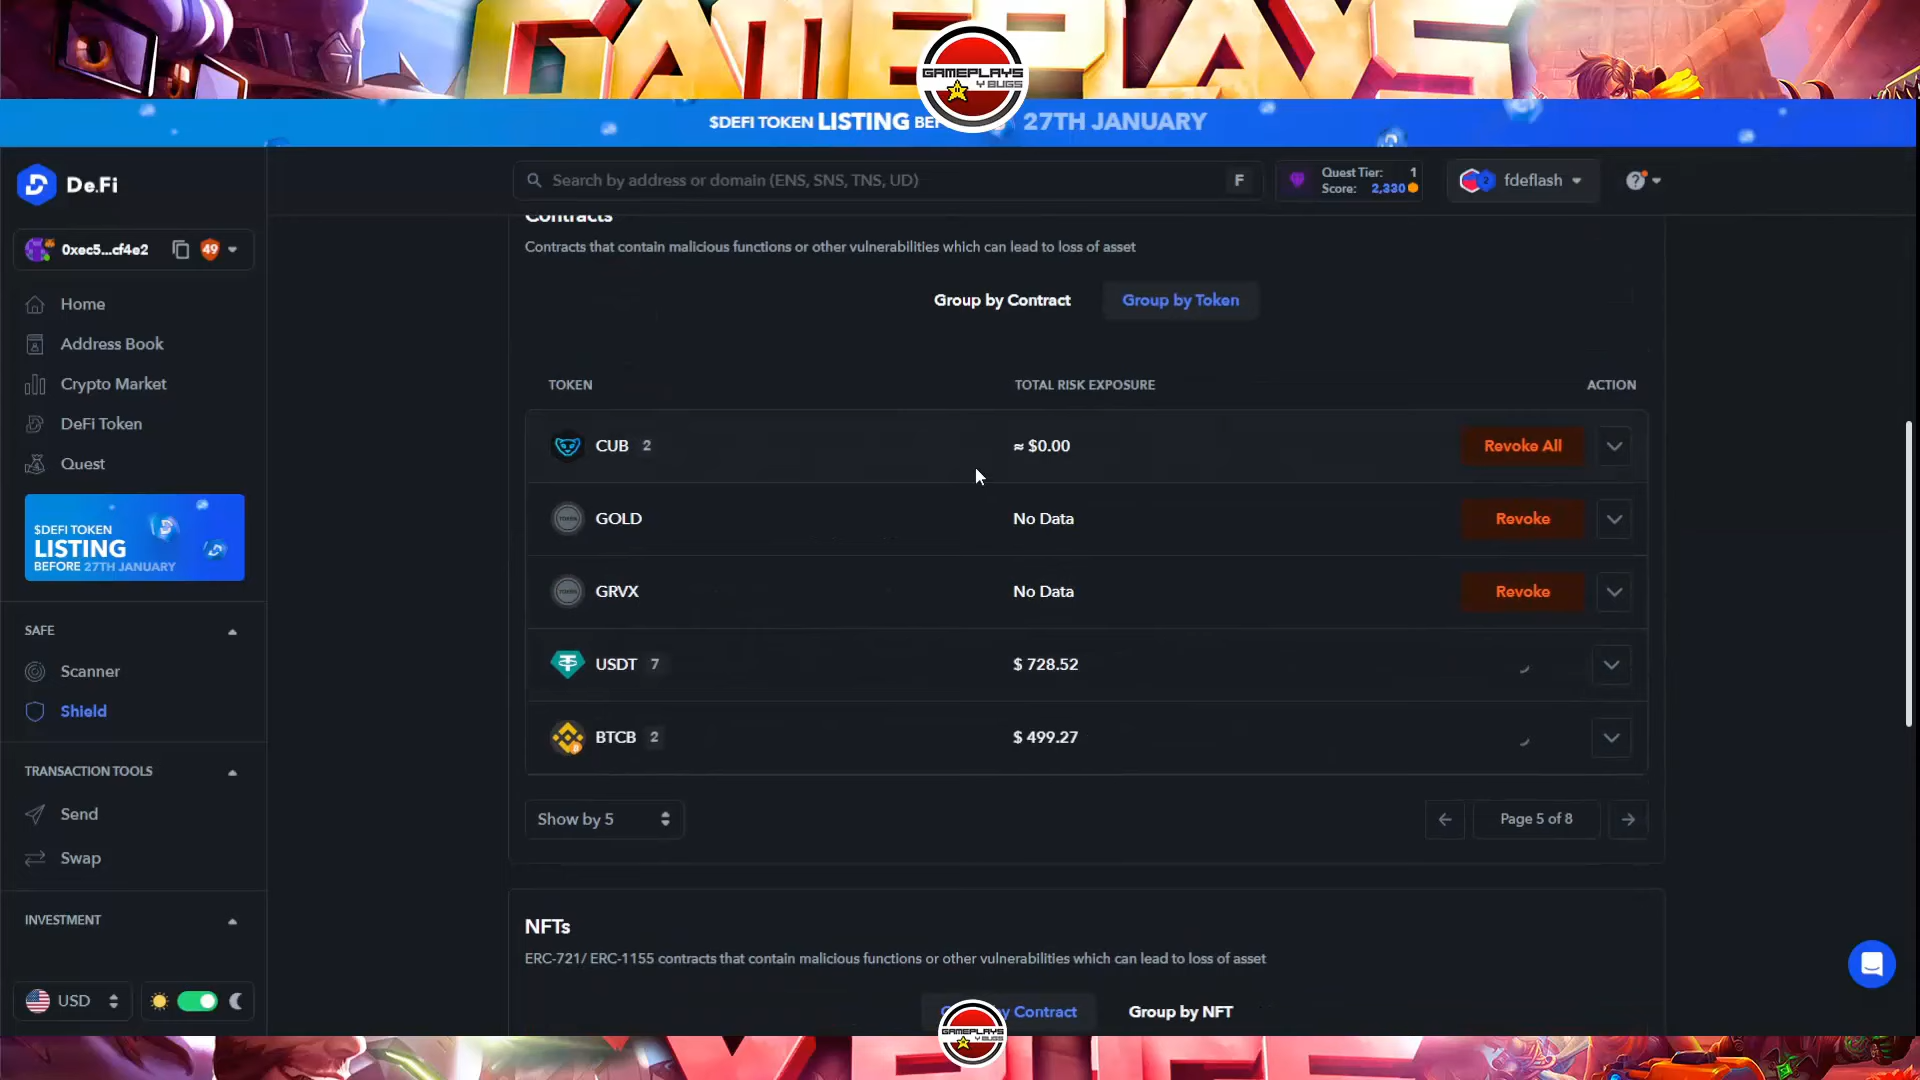 GAMEPLAYS
GAMEPLAYS
Y BUGS
$DEFI TOKEN LISTING 27TH JANUARY
De.Fi
Search by address or domain (ENS, SNS, TNS, UD)
F
Quest Tier: 1
Score: 2,330
fdeflash
?
0xec5...cf4e2
49
Home
Address Book
Crypto Market
DeFi Token
Quest
$DEFI TOKEN
LISTING
BEFORE 27TH JANUARY
SAFE
Scanner
Shield
TRANSACTION TOOLS
Send
Swap
INVESTMENT
USD
Contracts
Contracts that contain malicious functions or other vulnerabilities which can lead to loss of asset
Group by Contract
Group by Token
TOKEN
TOTAL RISK EXPOSURE
ACTION
CUB 2
≈ $0.00
Revoke All
GOLD
No Data
Revoke
GRVX
No Data
Revoke
USDT 7
$ 728.52
BTCB 2
$ 499.27
Show by 5
Page 5 of 8
NFTs
ERC-721/ ERC-1155 contracts that contain malicious functions or other vulnerabilities which can lead to loss of asset
y Contract
Group by NFT
GAMEPLAYS
Y BUGS